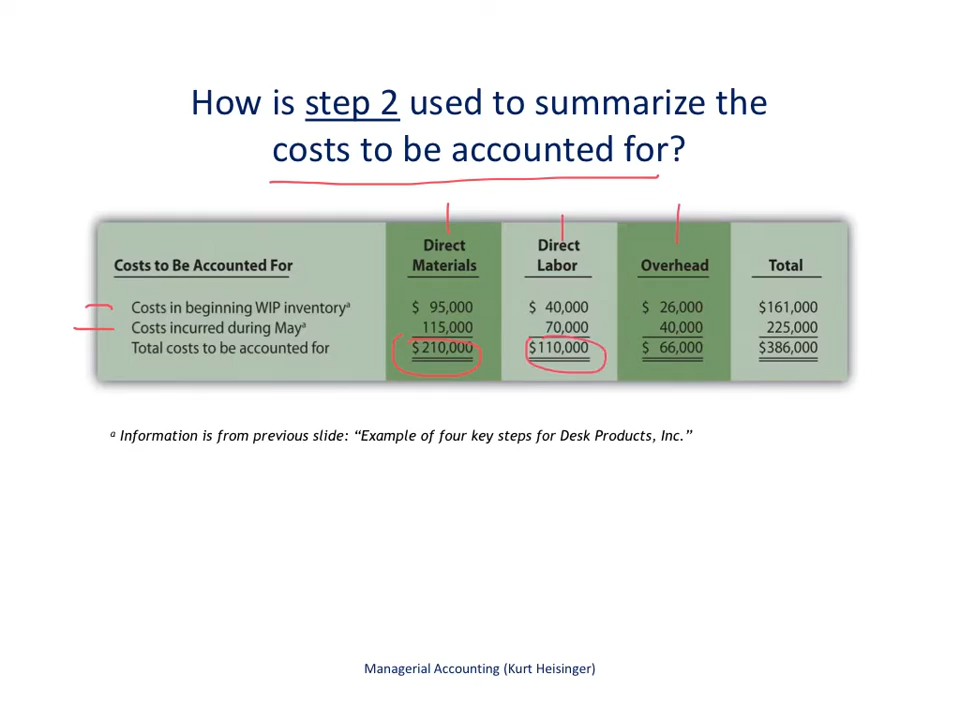 How is step 2 used to summarize the
costs to be accounted for?
Costs to Be Accounted For Direct Materials Direct Labor Overhead Total
Costs in beginning WIP inventoryᵃ $ 95,000 $ 40,000 $ 26,000 $161,000
Costs incurred during Mayᵃ 115,000 70,000 40,000 225,000
Total costs to be accounted for $210,000 $110,000 $ 66,000 $386,000
ᵃ Information is from previous slide: “Example of four key steps for Desk Products, Inc.”
Managerial Accounting (Kurt Heisinger)